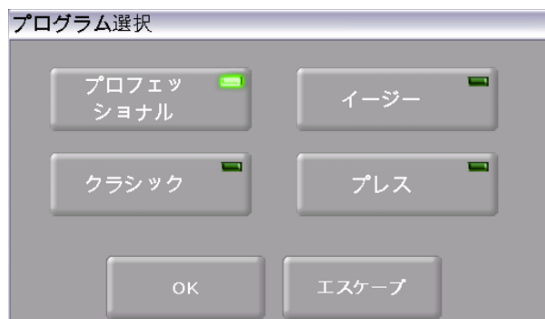 プログラム選択
プロフェッ
ショナル
イージー
クラシック
プレス
OK
エスケープ